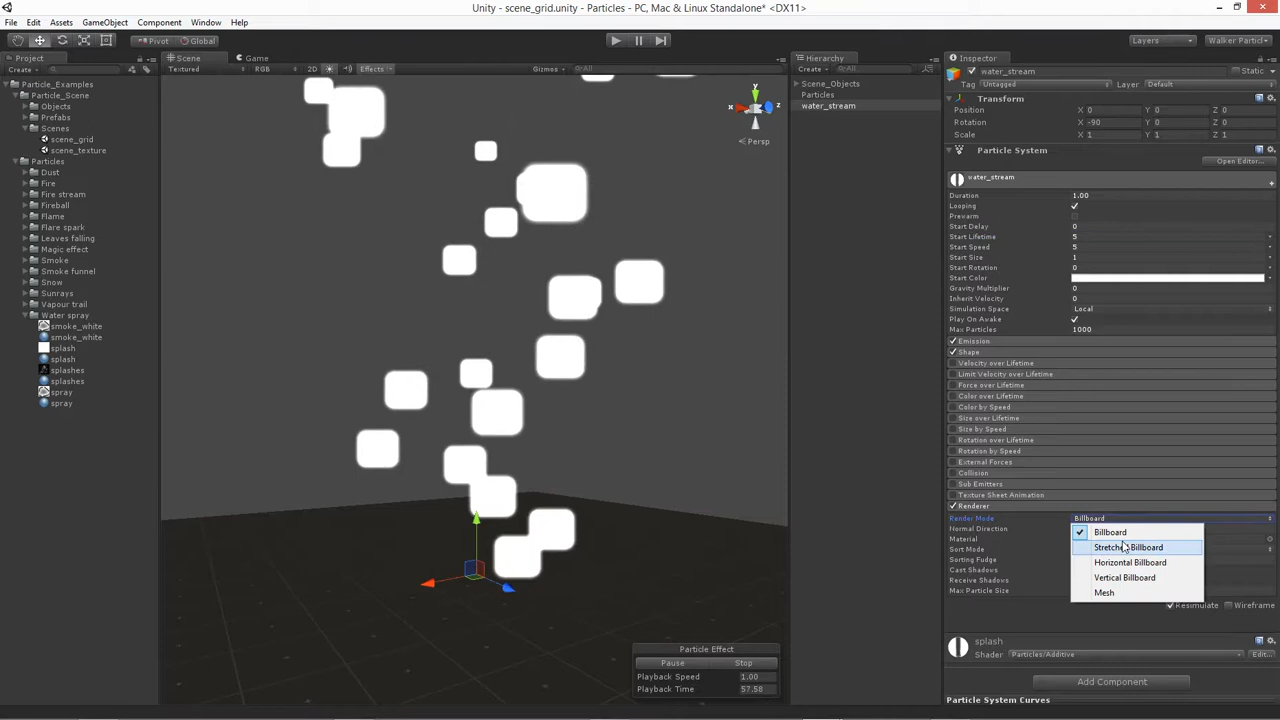 Unity - scene_grid.unity - Particles - PC, Mac & Linux Standalone* <DX11>
File Edit Assets GameObject Component Window Help
Pivot Global Layers Walker Particl
Project
Create
Particle_Examples
Particle_Scene
Objects
Prefabs
Scenes
scene_grid
scene_texture
Particles
Dust
Fire
Fire stream
Fireball
Flame
Flare spark
Leaves falling
Magic effect
Smoke
Smoke funnel
Snow
Sunrays
Vapour trail
Water spray
smoke_white
smoke_white
splash
splash
splashes
splashes
spray
spray
Scene Game
Textured RGB 2D Effects Gizmos All
y
x
z
Persp
Particle Effect
Pause Stop
Playback Speed 1.00
Playback Time 57.58
Hierarchy
Create All
Scene_Objects
Particles
water_stream
Inspector
water_stream Static
Tag Untagged Layer Default
Transform
Position X 0 Y 0 Z 0
Rotation X -90 Y 0 Z 0
Scale X 1 Y 1 Z 1
Particle System
Open Editor...
water_stream
Duration 1.00
Looping
Prewarm
Start Delay 0
Start Lifetime 5
Start Speed 5
Start Size 1
Start Rotation 0
Start Color
Gravity Multiplier 0
Inherit Velocity 0
Simulation Space Local
Play On Awake
Max Particles 1000
Emission
Shape
Velocity over Lifetime
Limit Velocity over Lifetime
Force over Lifetime
Color over Lifetime
Color by Speed
Size over Lifetime
Size by Speed
Rotation over Lifetime
Rotation by Speed
External Forces
Collision
Sub Emitters
Texture Sheet Animation
Renderer
Render Mode Billboard
Normal Direction
Material
Sort Mode
Sorting Fudge
Cast Shadows
Receive Shadows
Max Particle Size
Billboard
Stretched Billboard
Horizontal Billboard
Vertical Billboard
Mesh
Resimulate Wireframe
splash
Shader Particles/Additive Edit...
Add Component
Particle System Curves